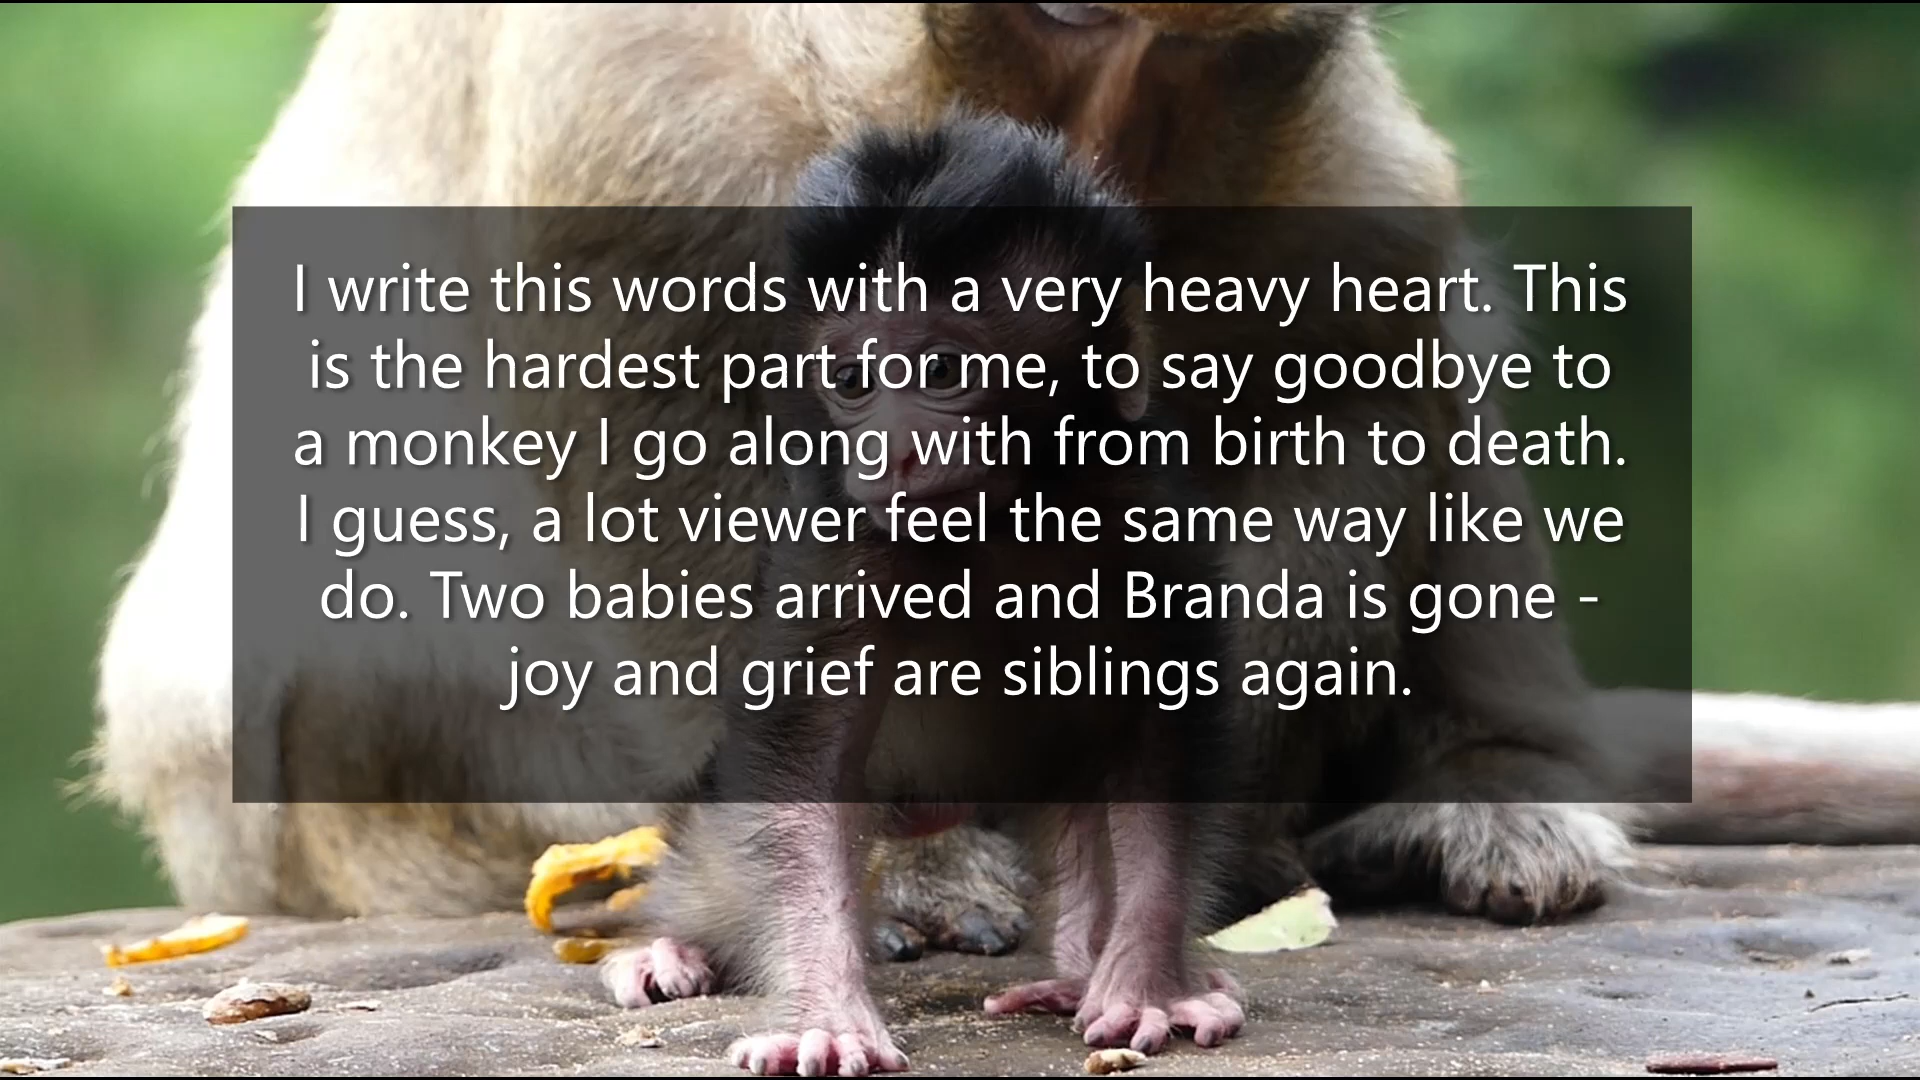 I write this words with a very heavy heart. This
is the hardest part for me, to say goodbye to
a monkey I go along with from birth to death.
I guess, a lot viewer feel the same way like we
do. Two babies arrived and Branda is gone -
joy and grief are siblings again.